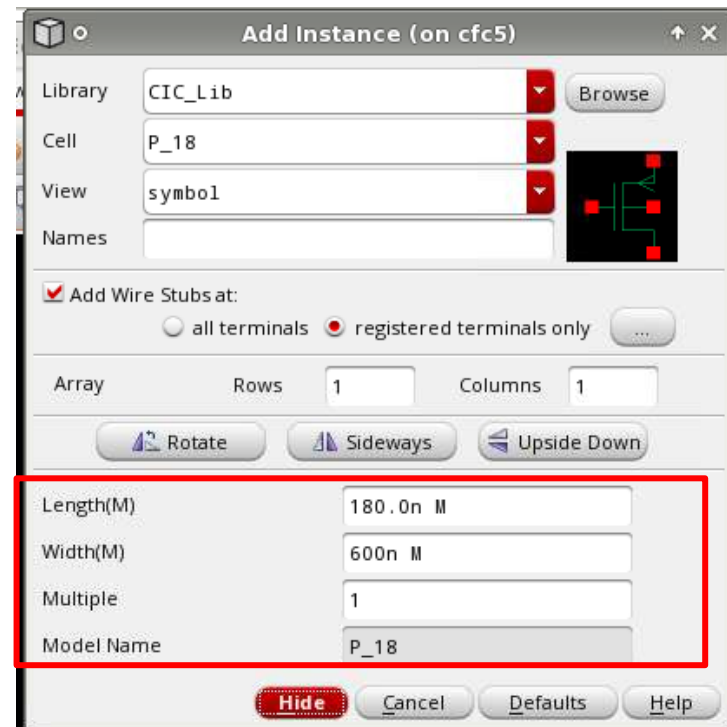 Add Instance (on cfc5)
Library CIC_Lib Browse
Cell P_18
View symbol
Names
Add Wire Stubs at:
all terminals registered terminals only ...
Array Rows 1 Columns 1
Rotate Sideways Upside Down
Length(M) 180.0n M
Width(M) 600n M
Multiple 1
Model Name P_18
Hide Cancel Defaults Help